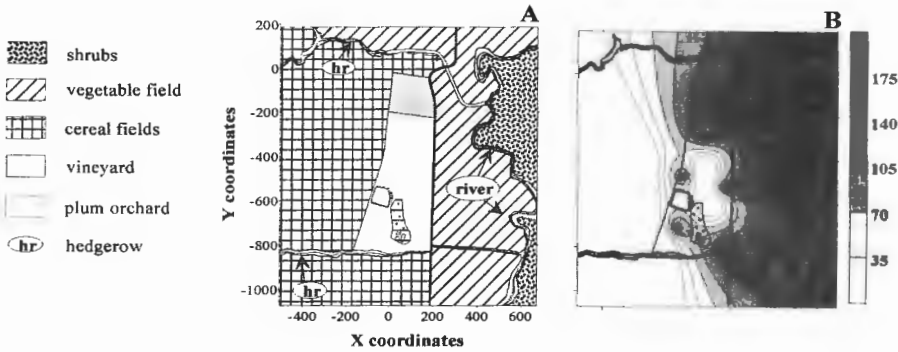 shrubs
vegetable field
cereal fields
vineyard
plum orchard
hr hedgerow
A
Y coordinates
200
0
-200
-400
-600
-800
-1000
hr
river
hr
-400 -200 0 200 400 600
X coordinates
B
175
140
105
70
35